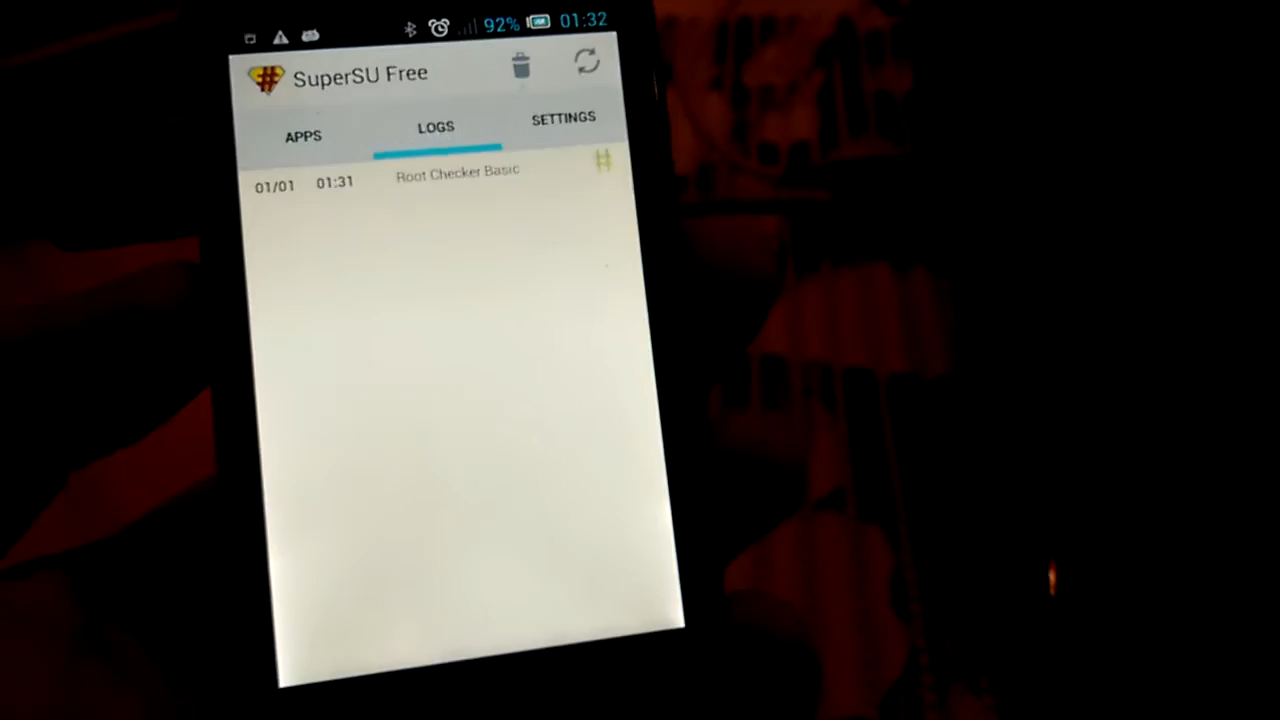 92% 01:32
SuperSU Free
APPS LOGS SETTINGS
01/01 01:31 Root Checker Basic #